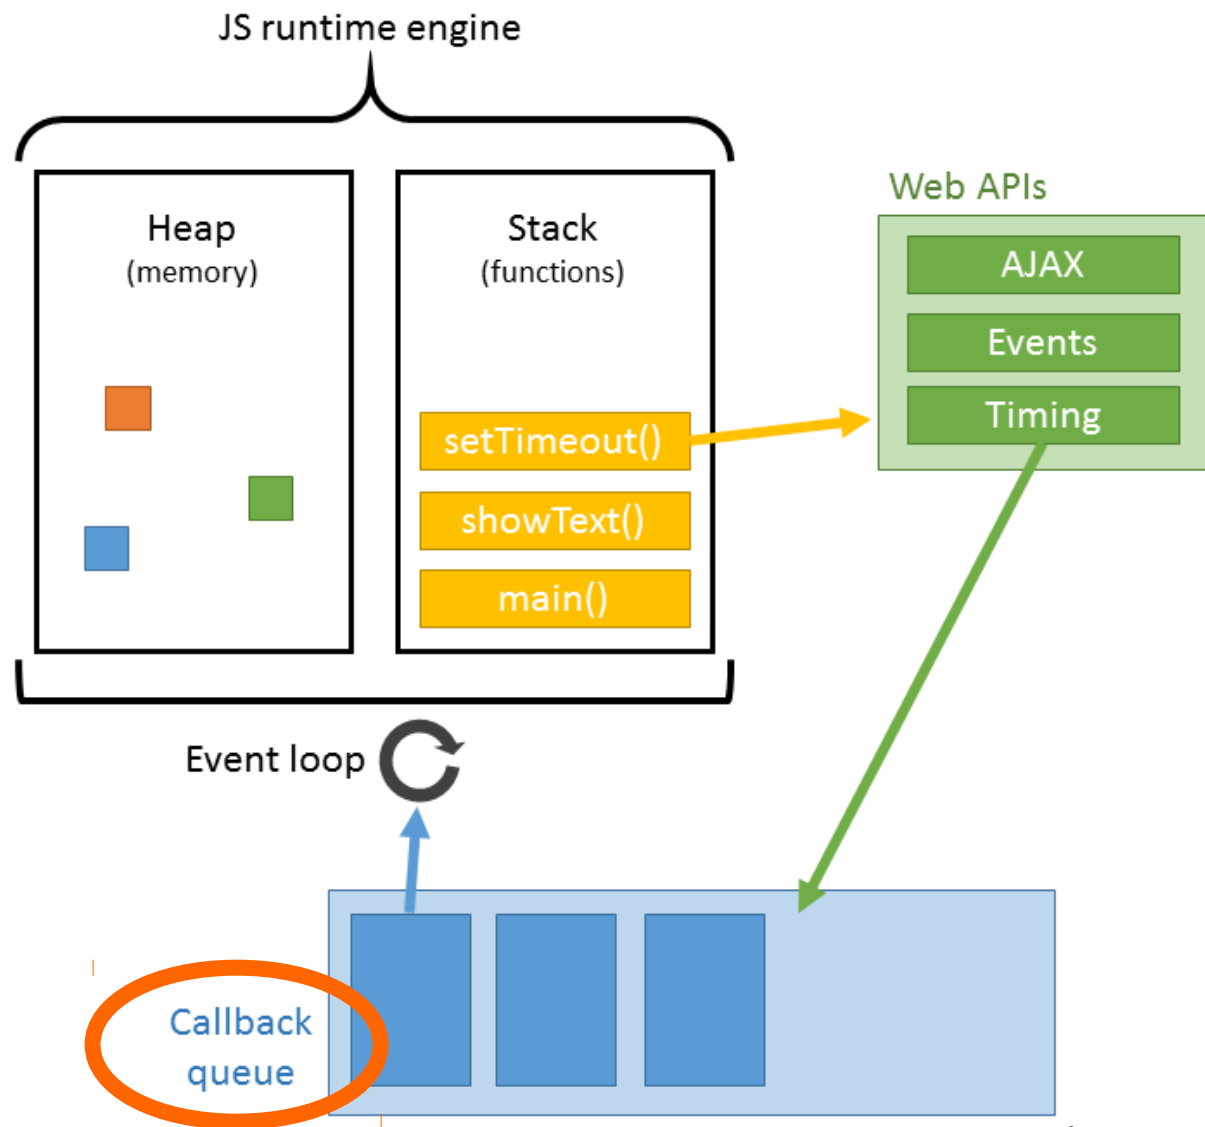 JS runtime engine
Heap
(memory)
Stack
(functions)
setTimeout()
showText()
main()
Web APIs
AJAX
Events
Timing
Event loop
Callback
queue